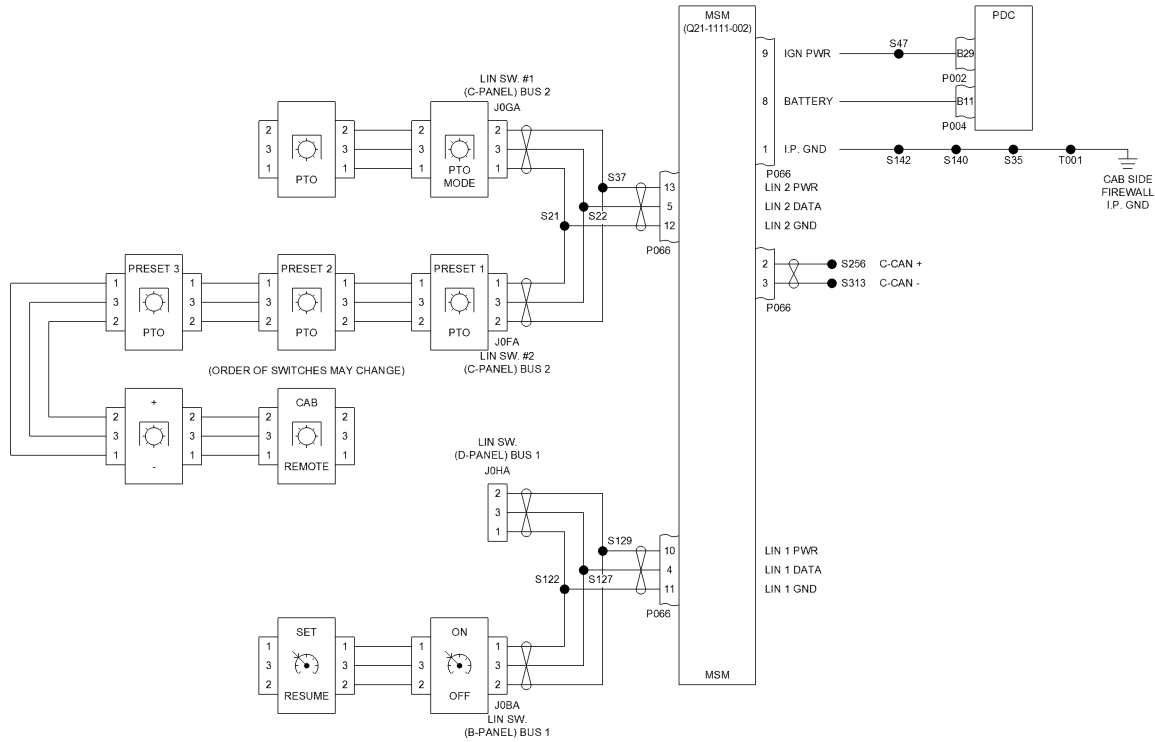 MSM
(Q21-1111-002)
PDC
9 IGN PWR S47 B29
P002
8 BATTERY B11
P004
1 I.P. GND
S142 S140 S35 T001
P066
CAB SIDE
FIREWALL
I.P. GND
LIN SW. #1
(C-PANEL) BUS 2
J0GA
2 2 2 2
3 3 3 3
1 1 1 1
PTO
PTO
MODE
S37
13 LIN 2 PWR
S21 S22
5 LIN 2 DATA
12 LIN 2 GND
P066
2 S256 C-CAN +
3 S313 C-CAN -
P066
PRESET 3 PRESET 2 PRESET 1
1 1 1 1 1 1
3 3 3 3 3 3
2 2 2 2 2 2
PTO PTO PTO
J0FA
LIN SW. #2
(C-PANEL) BUS 2
(ORDER OF SWITCHES MAY CHANGE)
+ CAB
2 2 2 2
3 3 3 3
1 1 1 1
- REMOTE
LIN SW.
(D-PANEL) BUS 1
J0HA
2
3
1
S129
10 LIN 1 PWR
S122 S127
4 LIN 1 DATA
11 LIN 1 GND
P066
SET ON
1 1 1 1
3 3 3 3
2 2 2 2
RESUME OFF
MSM
J0BA
LIN SW.
(B-PANEL) BUS 1